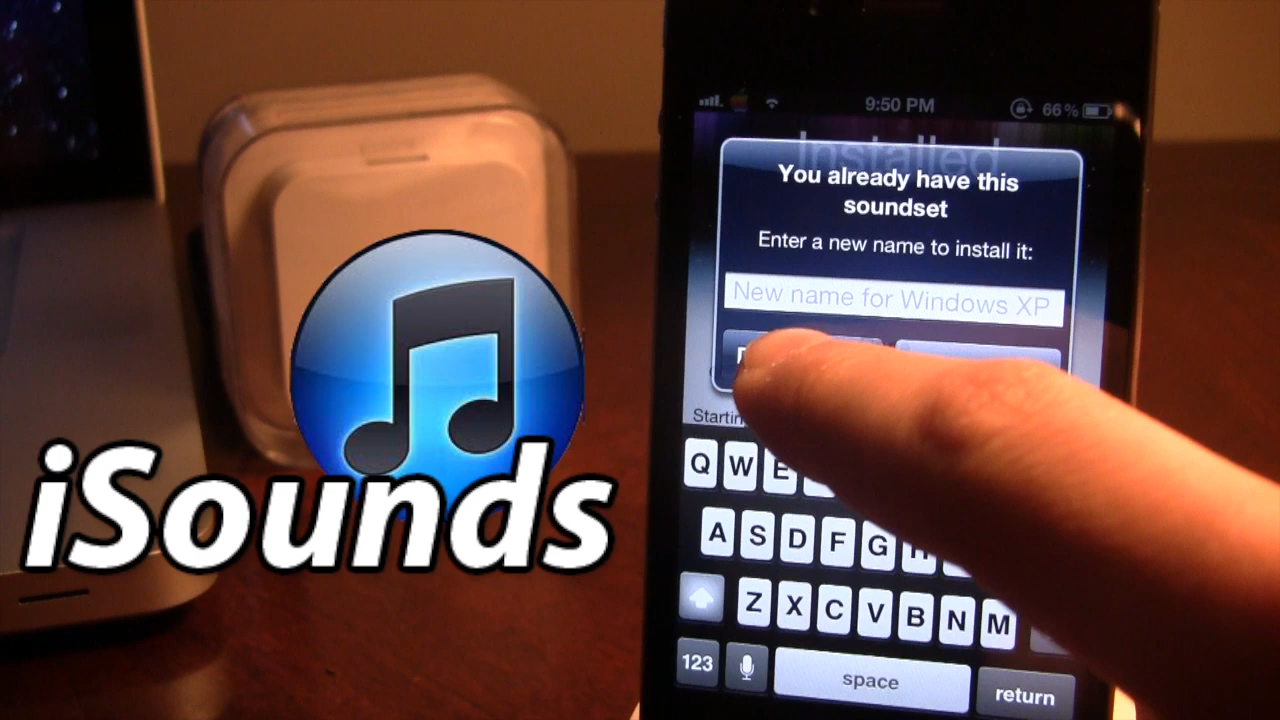 9:50 PM
66%
Installed
You already have this
soundset
Enter a new name to install it:
New name for Windows XP
iSounds
Q W E
A S D F G H
Z X C V B N M
123
space
return